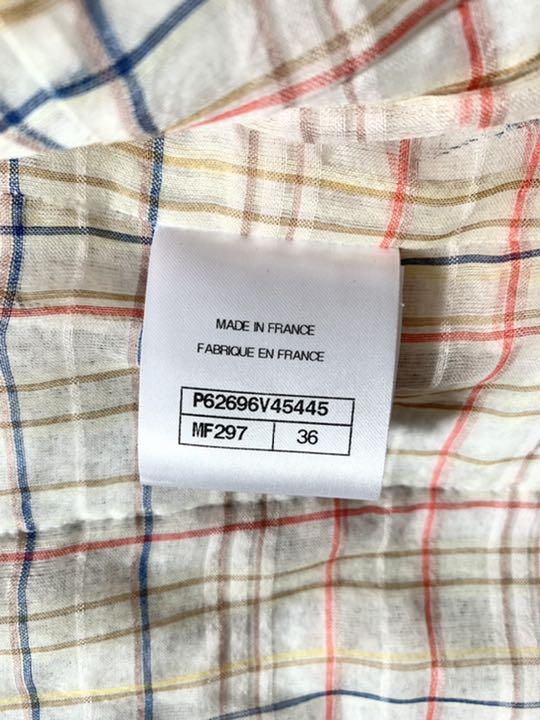 MADE IN FRANCE
FABRIQUE EN FRANCE
P62696V45445
MF297 36